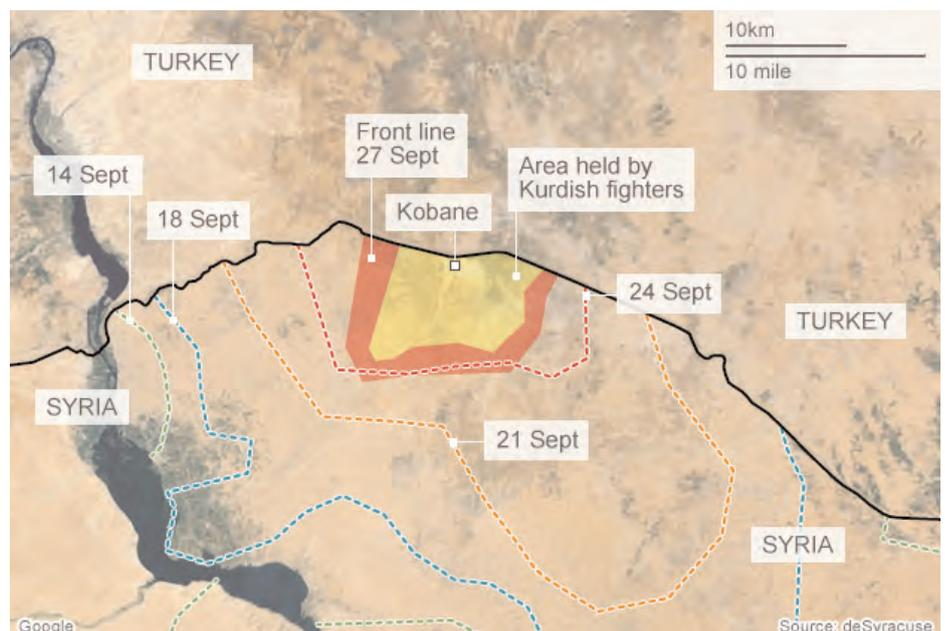 TURKEY
10km
10 mile
Front line
27 Sept
Area held by
Kurdish fighters
14 Sept
Kobane
18 Sept
24 Sept
TURKEY
SYRIA
21 Sept
SYRIA
Google
Source: deSyracuse